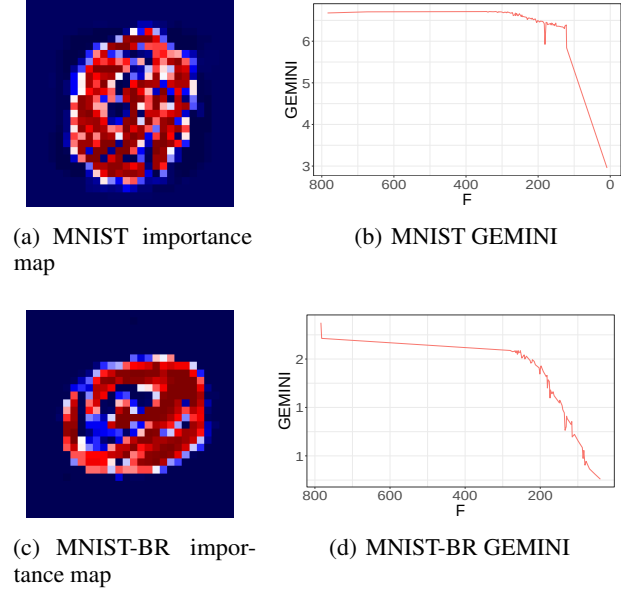 6
5
4
3
GEMINI
800
600
400
200
0
F
(a) MNIST importance
map
(b) MNIST GEMINI
2
1
1
GEMINI
800
600
400
200
F
(c) MNIST-BR impor-
tance map
(d) MNIST-BR GEMINI